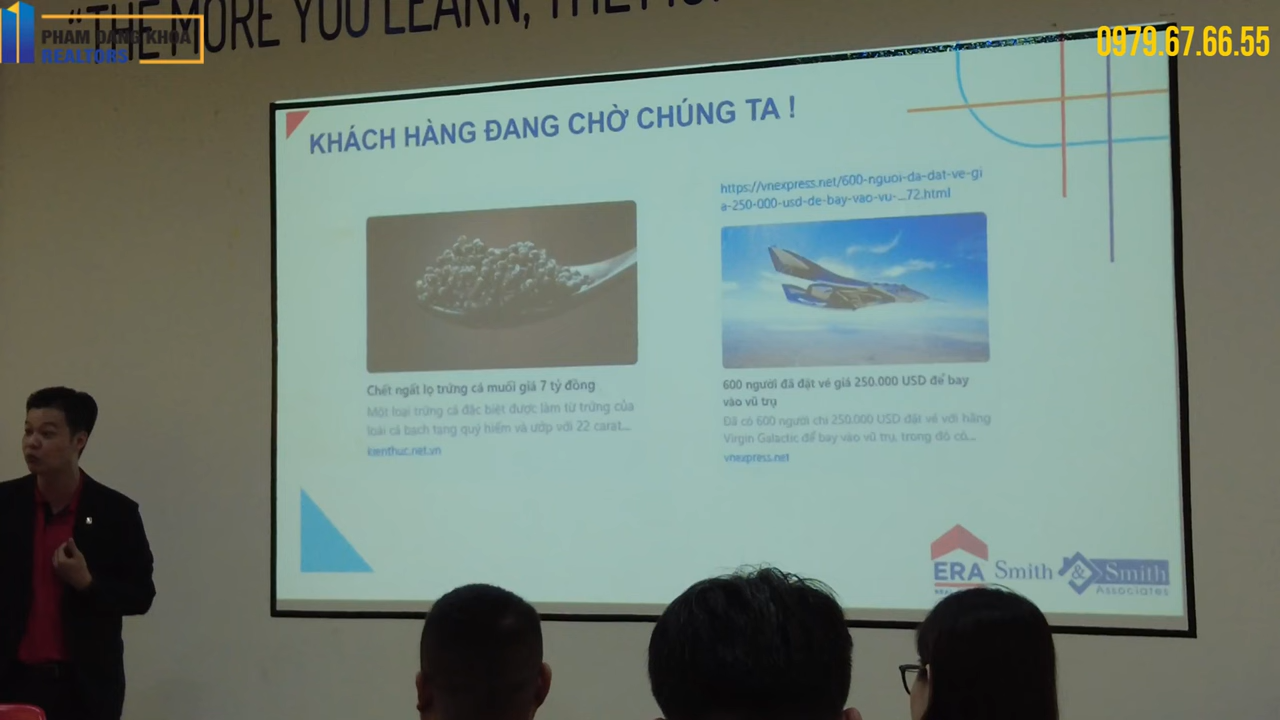 "THE MORE YOU LEARN, THE MO
PHAM DANG KHOA
REALTORS
0979.67.66.55
KHÁCH HÀNG ĐANG CHỜ CHÚNG TA !
https://vnexpress.net/600-nguoi-da-dat-ve-gi
a-250-000-usd-de-bay-vao-vu-...72.html
Chết ngất lọ trứng cá muối giá 7 tỷ đồng
Một loại trứng cá đặc biệt được làm từ trứng của
loài cá bạch tạng quý hiếm và ướp với 22 carat...
kienthuc.net.vn
600 người đã đặt vé giá 250.000 USD để bay
vào vũ trụ
Đã có 600 người chi 250.000 USD đặt vé với hãng
Virgin Galactic để bay vào vũ trụ, trong đó có...
vnexpress.net
ERA
Smith & Smith
Associates